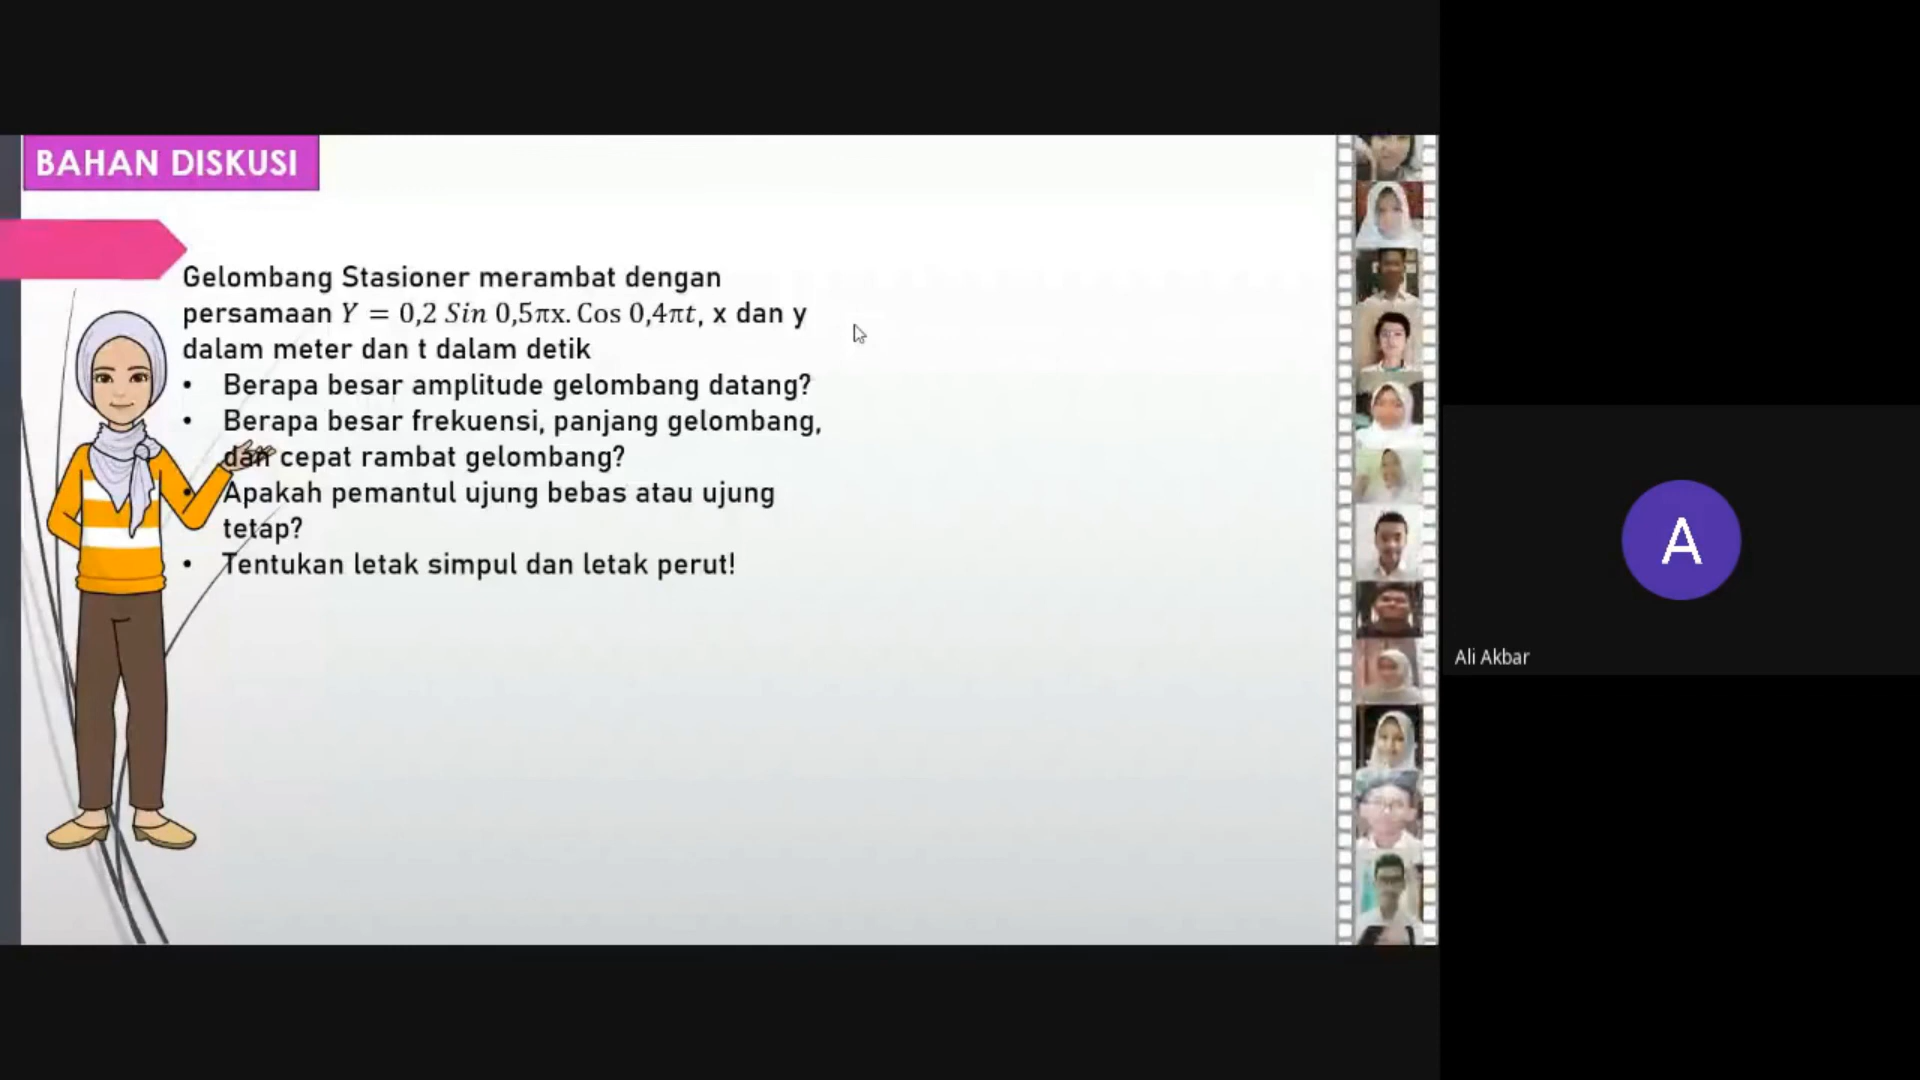 BAHAN DISKUSI
Gelombang Stasioner merambat dengan
persamaan Y = 0,2 Sin 0,5πx. Cos 0,4πt, x dan y
dalam meter dan t dalam detik
• Berapa besar amplitude gelombang datang?
• Berapa besar frekuensi, panjang gelombang,
dan cepat rambat gelombang?
• Apakah pemantul ujung bebas atau ujung
tetap?
• Tentukan letak simpul dan letak perut!
A
Ali Akbar